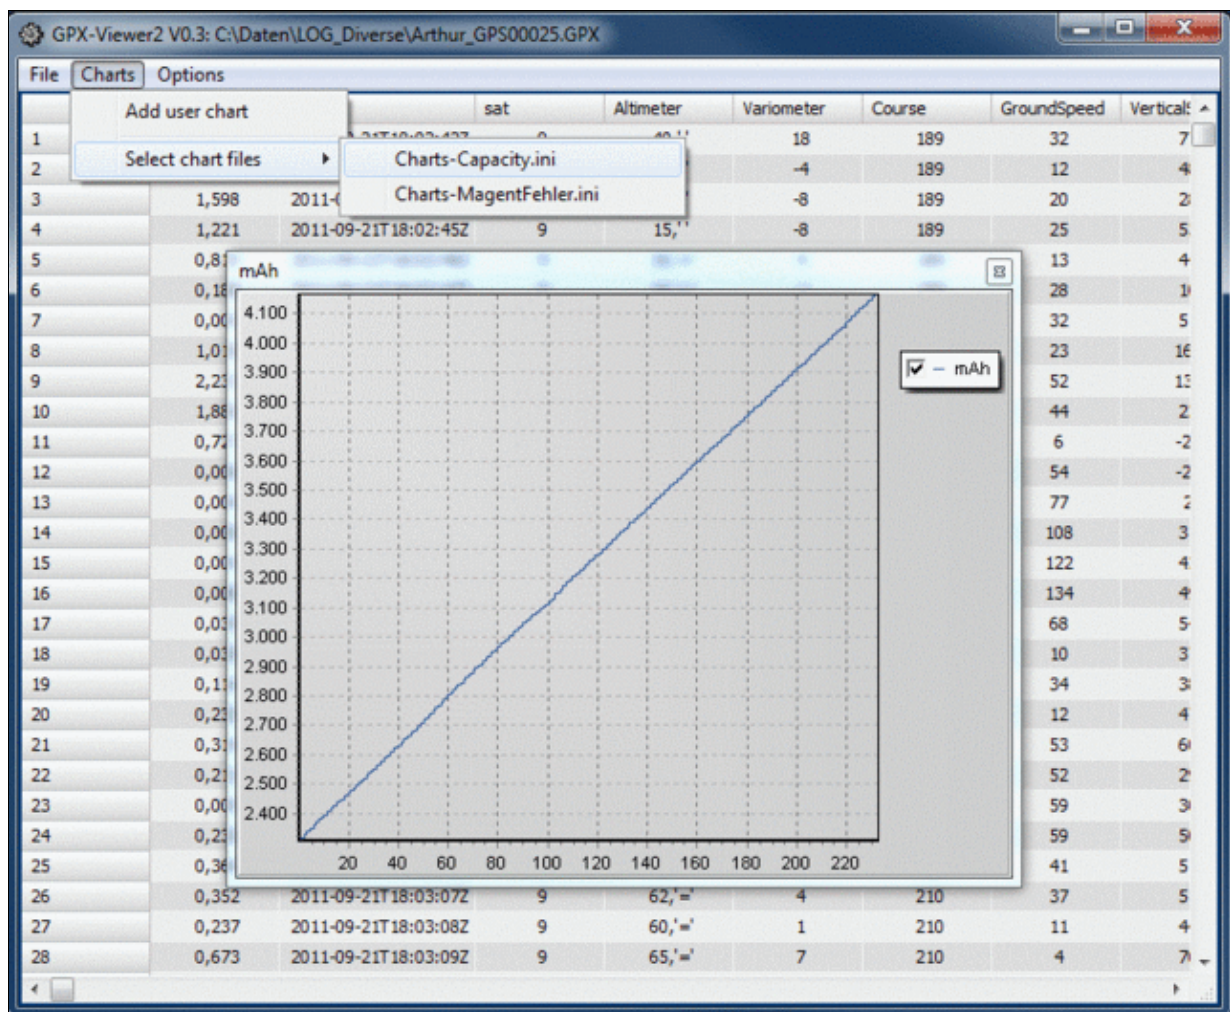 GPX-Viewer2 V0.3: C:\Daten\LOG_Diverse\Arthur_GPS00025.GPX
File Charts Options
Add user chart
Select chart files
Charts-Capacity.ini
Charts-MagentFehler.ini
sat Altimeter Variometer Course GroundSpeed
1 18 189 32
2 -4 189 12
3 1,598 -8 189 20
4 1,221 2011-09-21T18:02:45Z 9 15,' ' -8 189 25
5 13
6 28
7 32
8 23
9 52
10 44
11 6
12 54
13 77
14 108
15 122
16 134
17 68
18 10
19 34
20 12
21 53
22 52
23 59
24 59
25 41
26 0,352 2011-09-21T18:03:07Z 9 62,'=' 4 210 37
27 0,237 2011-09-21T18:03:08Z 9 60,'=' 1 210 11
28 0,673 2011-09-21T18:03:09Z 9 65,'=' 7 210 4
mAh
4.100
4.000
3.900
3.800
3.700
3.600
3.500
3.400
3.300
3.200
3.100
3.000
2.900
2.800
2.700
2.600
2.500
2.400
20 40 60 80 100 120 140 160 180 200 220
mAh